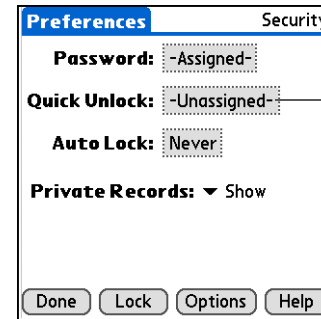 Preferences Security
Password: -Assigned-
Quick Unlock: -Unassigned-
Auto Lock: Never
Private Records: Show
Done Lock Options Help